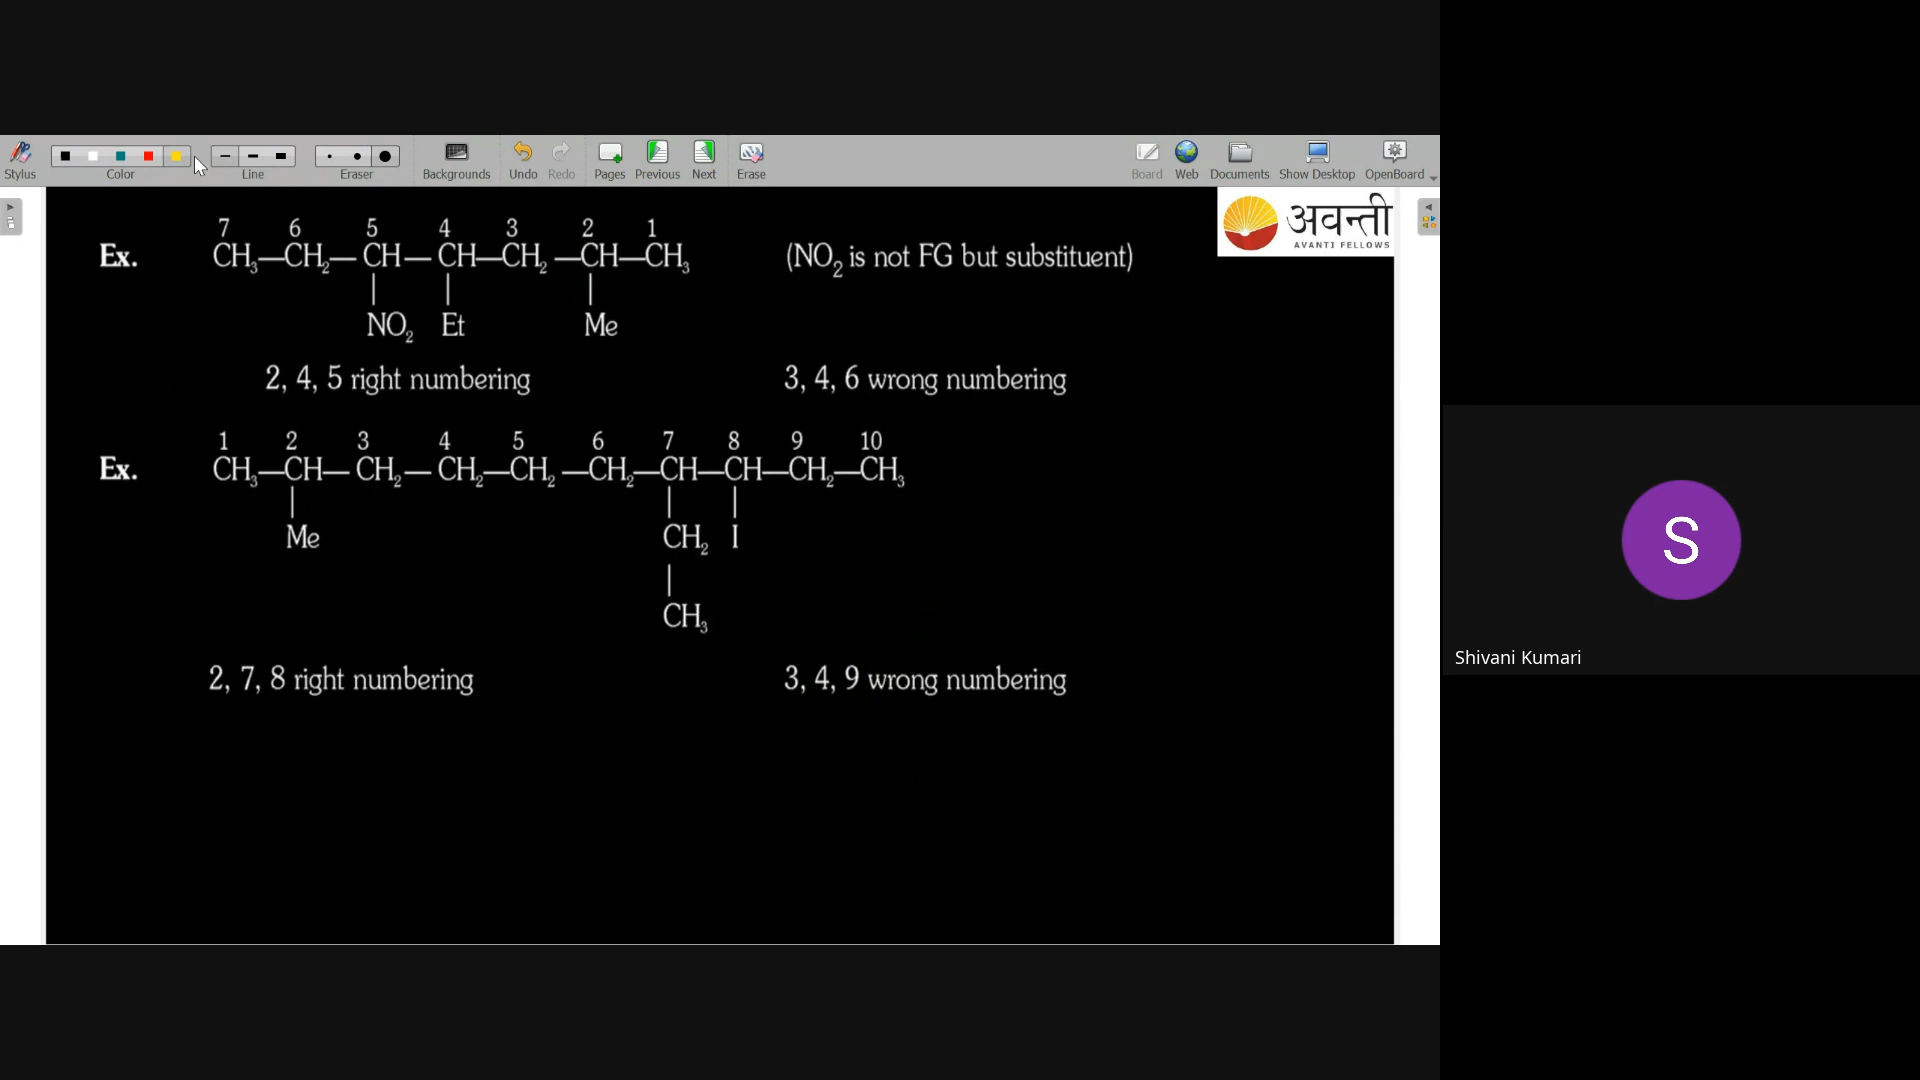 Stylus
Color
Line
Eraser
Backgrounds
Undo
Redo
Pages
Previous
Next
Erase
Board
Web
Documents
Show Desktop
OpenBoard
अवन्ती
AVANTI FELLOWS
7 6 5 4 3 2 1
Ex. CH₃—CH₂—CH—CH—CH₂—CH—CH₃ (NO₂ is not FG but substituent)
NO₂ Et Me
2, 4, 5 right numbering 3, 4, 6 wrong numbering
1 2 3 4 5 6 7 8 9 10
Ex. CH₃—CH—CH₂—CH₂—CH₂—CH₂—CH—CH—CH₂—CH₃
Me CH₂ I
CH₃
2, 7, 8 right numbering 3, 4, 9 wrong numbering
S
Shivani Kumari